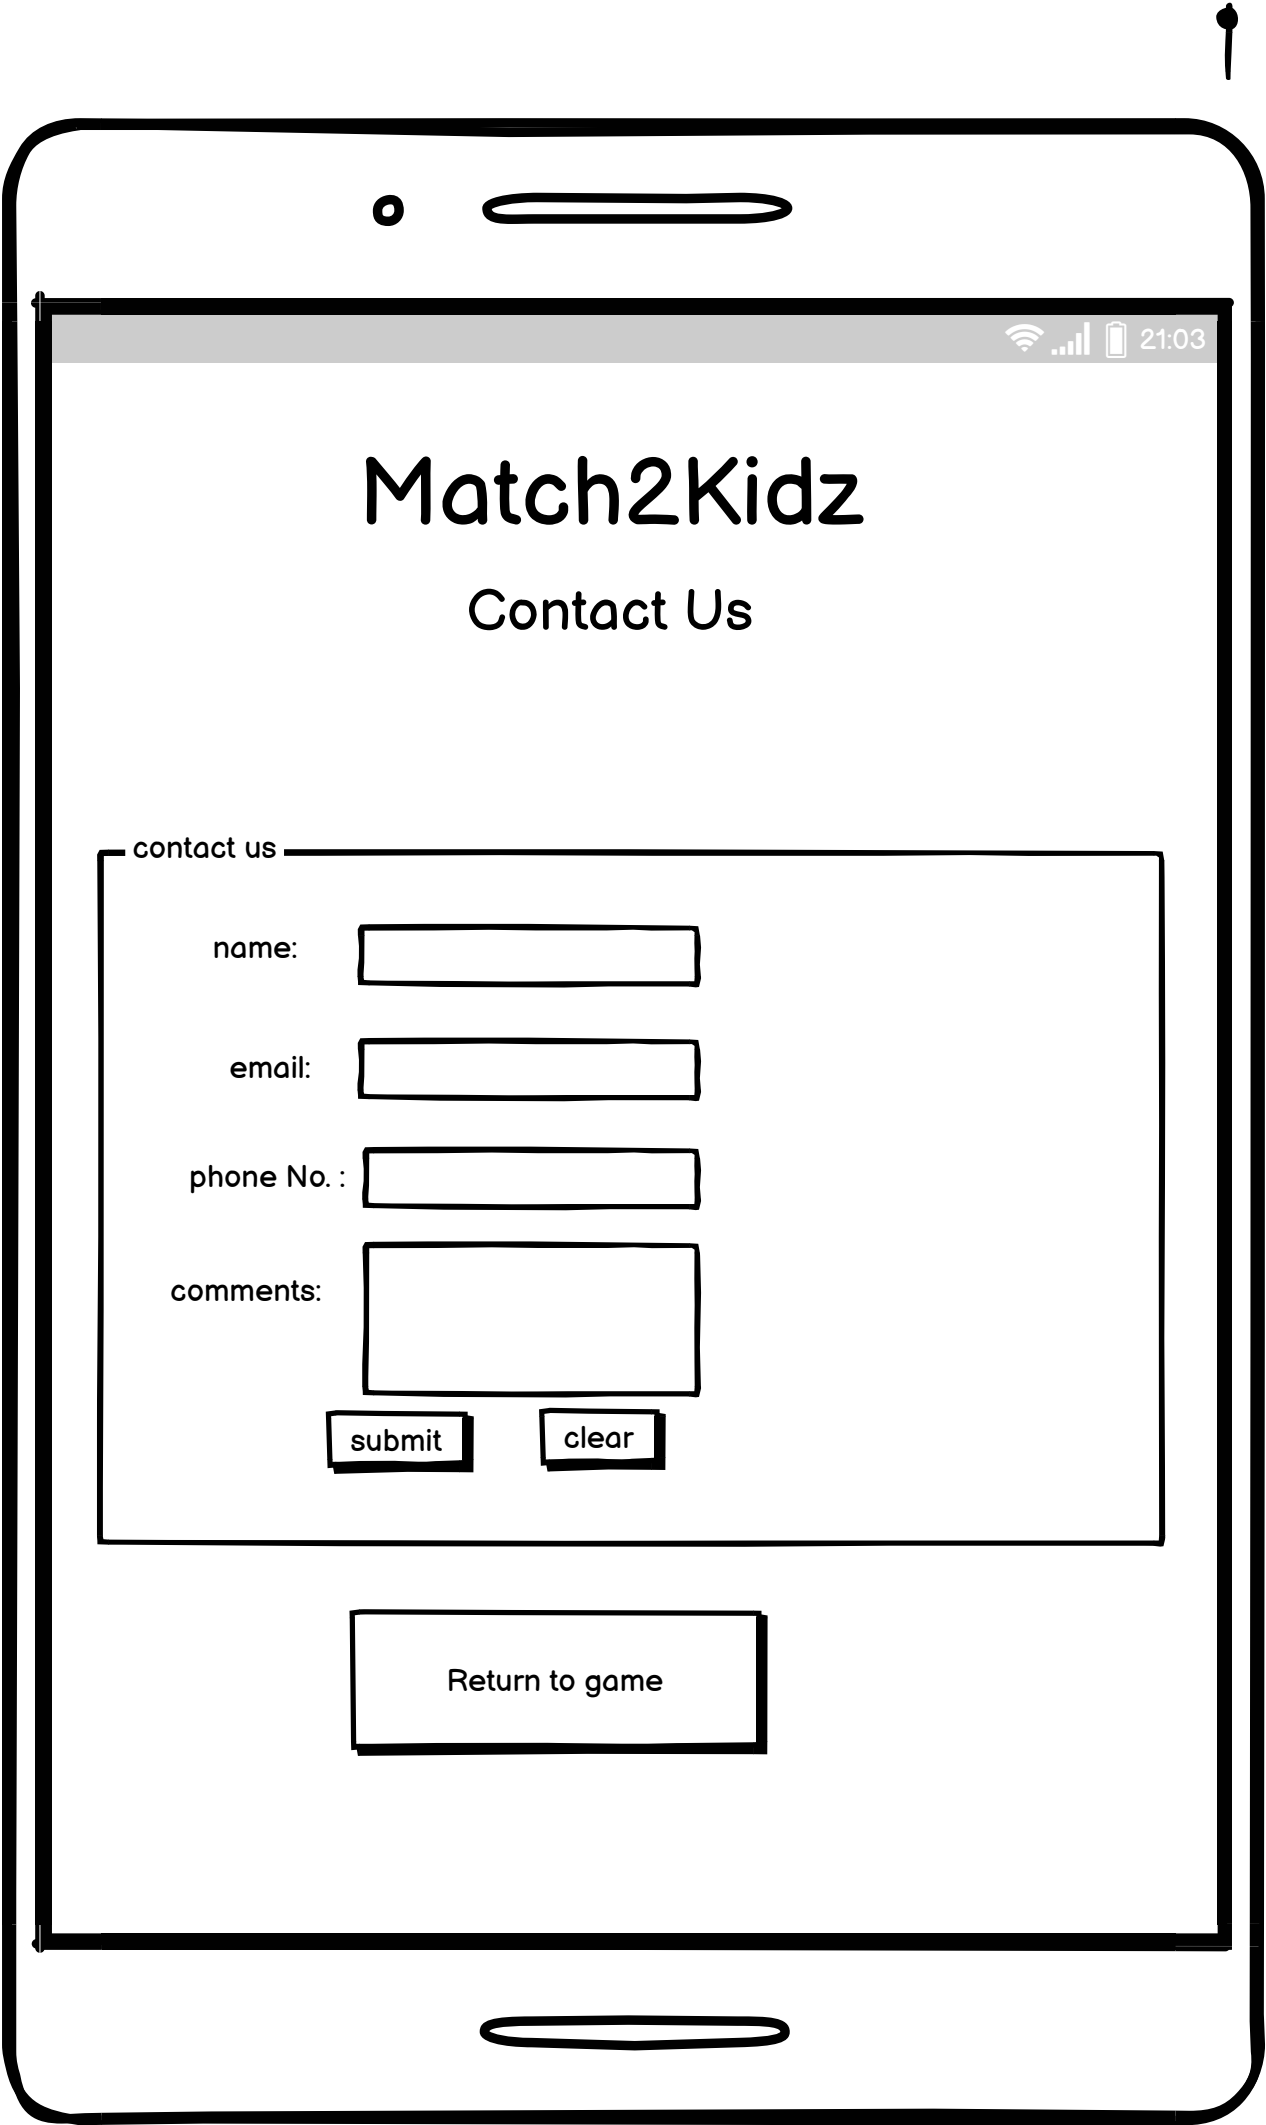 21:03
Match2Kidz
Contact Us
contact us
name:
email:
phone No. :
comments:
submit clear
Return to game